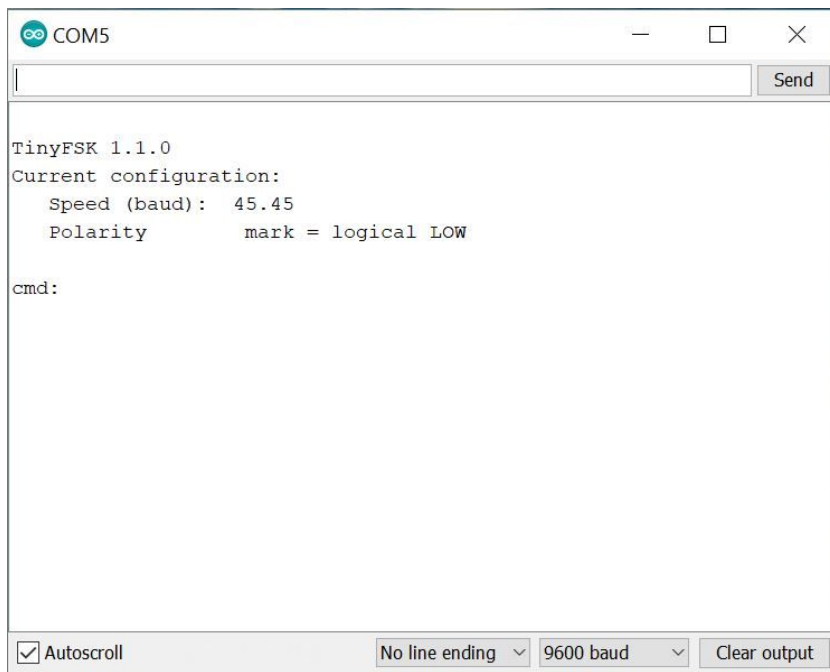 COM5
Send
TinyFSK 1.1.0
Current configuration:
   Speed (baud):  45.45
   Polarity        mark = logical LOW
cmd:
Autoscroll
No line ending
9600 baud
Clear output